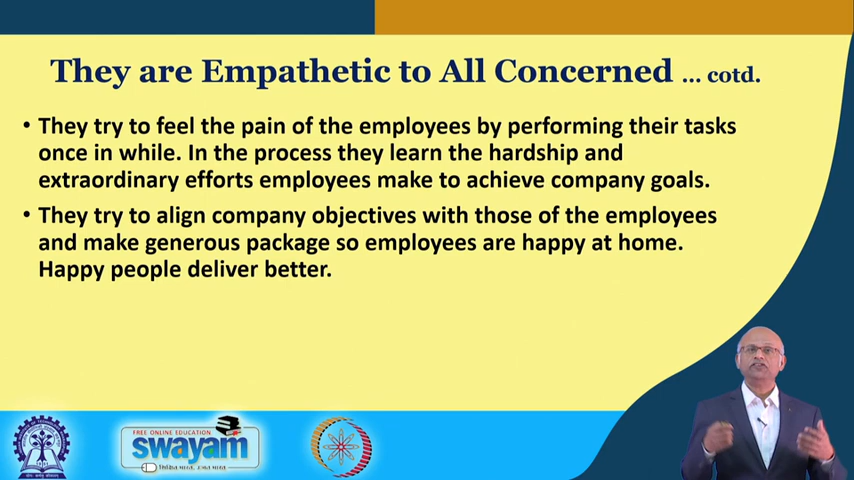 They are Empathetic to All Concerned ... cotd.
• They try to feel the pain of the employees by performing their tasks
once in while. In the process they learn the hardship and
extraordinary efforts employees make to achieve company goals.
• They try to align company objectives with those of the employees
and make generous package so employees are happy at home.
Happy people deliver better.
FREE ONLINE EDUCATION
swayam